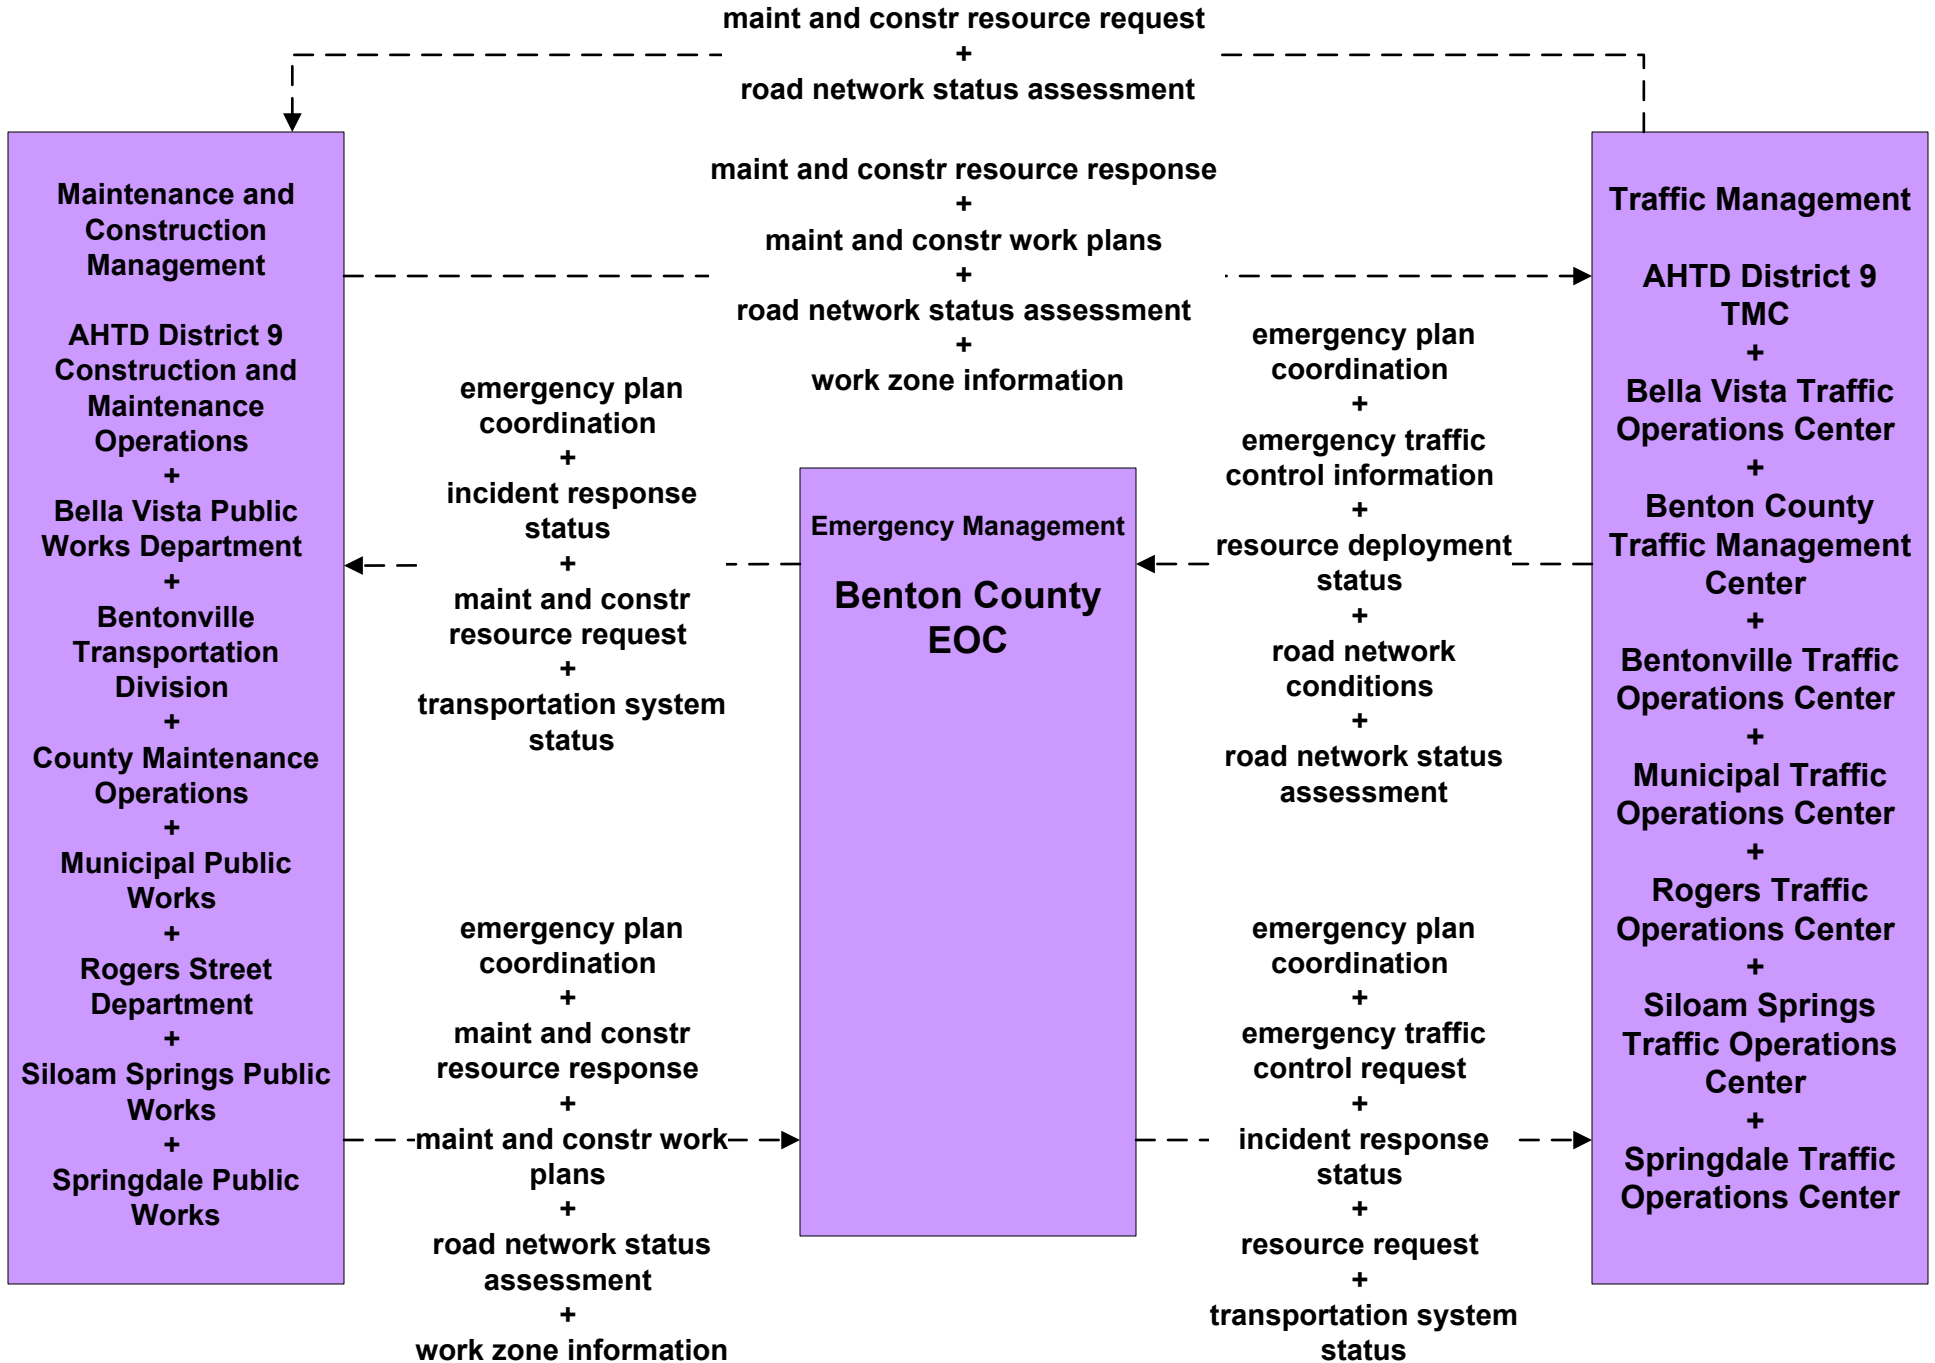 maint and constr resource request
+
road network status assessment
Maintenance and
Construction
Management
AHTD District 9
Construction and
Maintenance
Operations
+
Bella Vista Public
Works Department
+
Bentonville
Transportation
Division
+
County Maintenance
Operations
+
Municipal Public
Works
+
Rogers Street
Department
+
Siloam Springs Public
Works
+
Springdale Public
Works
maint and constr resource response
+
maint and constr work plans
+
road network status assessment
+
work zone information
emergency plan
coordination
+
incident response
status
+
maint and constr
resource request
+
transportation system
status
emergency plan
coordination
+
maint and constr
resource response
+
maint and constr work
plans
+
road network status
assessment
+
work zone information
Emergency Management
Benton County
EOC
emergency plan
coordination
+
emergency traffic
control information
+
resource deployment
status
+
road network
conditions
+
road network status
assessment
emergency plan
coordination
+
emergency traffic
control request
+
incident response
status
+
resource request
+
transportation system
status
Traffic Management
AHTD District 9
TMC
+
Bella Vista Traffic
Operations Center
+
Benton County
Traffic Management
Center
+
Bentonville Traffic
Operations Center
+
Municipal Traffic
Operations Center
+
Rogers Traffic
Operations Center
+
Siloam Springs
Traffic Operations
Center
+
Springdale Traffic
Operations Center